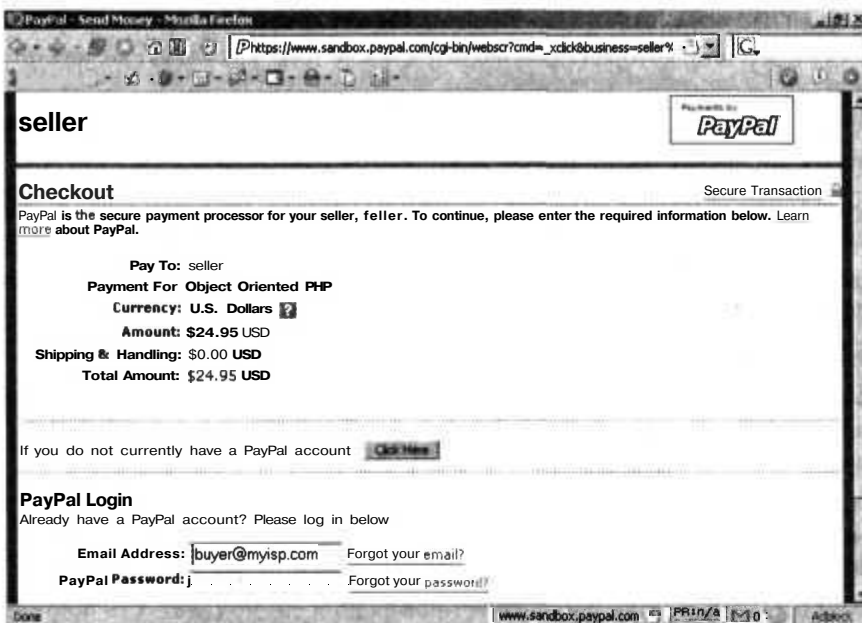 PayPal - Send Money - Mozilla Firefox
https://www.sandbox.paypal.com/cgi-bin/webscr?cmd=_xclick&business=seller%
G
seller
Payments by
PayPal
Checkout
Secure Transaction
PayPal is the secure payment processor for your seller, feller. To continue, please enter the required information below. Learn
more about PayPal.
Pay To: seller
Payment For Object Oriented PHP
Currency: U.S. Dollars ?
Amount: $24.95 USD
Shipping & Handling: $0.00 USD
Total Amount: $24.95 USD
If you do not currently have a PayPal account Click Here
PayPal Login
Already have a PayPal account? Please log in below
Email Address: buyer@myisp.com Forgot your email?
PayPal Password: Forgot your password?
Done www.sandbox.paypal.com PR:n/a 0 Adblock